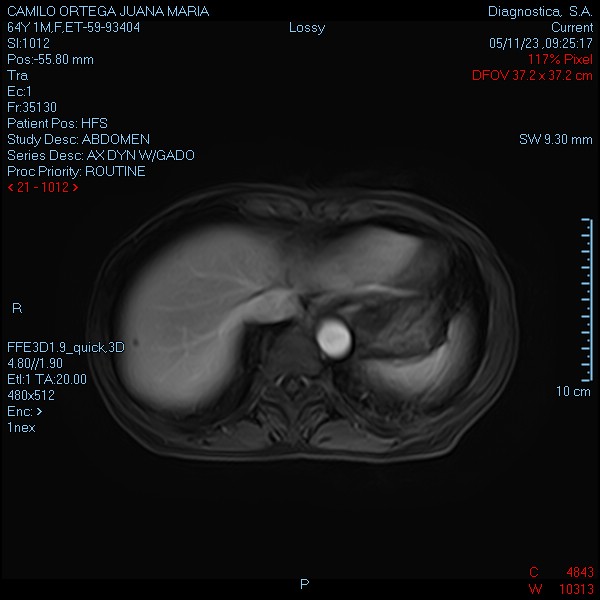 CAMILO ORTEGA JUANA MARIA
64Y 1M,F,ET-59-93404
SI:1012
Pos:-55.80 mm
Tra
Ec:1
Fr:35130
Patient Pos: HFS
Study Desc: ABDOMEN
Series Desc: AX DYN W/GADO
Proc Priority: ROUTINE
< 21 - 1012 >
Lossy
Diagnostica, S.A.
Current
05/11/23 ,09:25:17
117% Pixel
DFOV 37.2 x 37.2 cm
SW 9.30 mm
R
FFE3D1.9_quick,3D
4.80//1.90
Etl:1 TA:20.00
480x512
Enc: >
1nex
10 cm
P
C 4843
W 10313